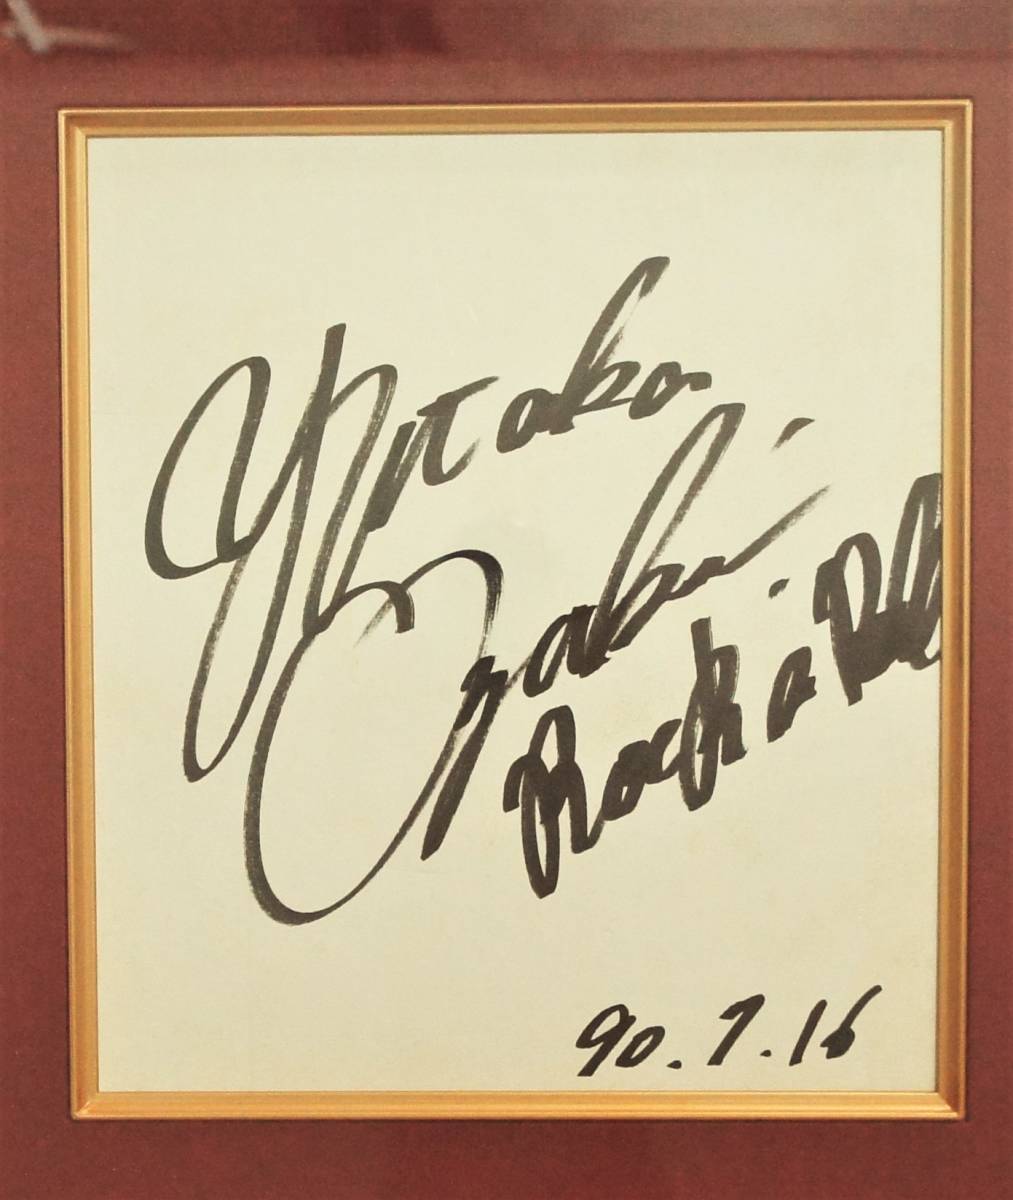 Yutaka
Ozaki
Rock'n Roll
90.7.16